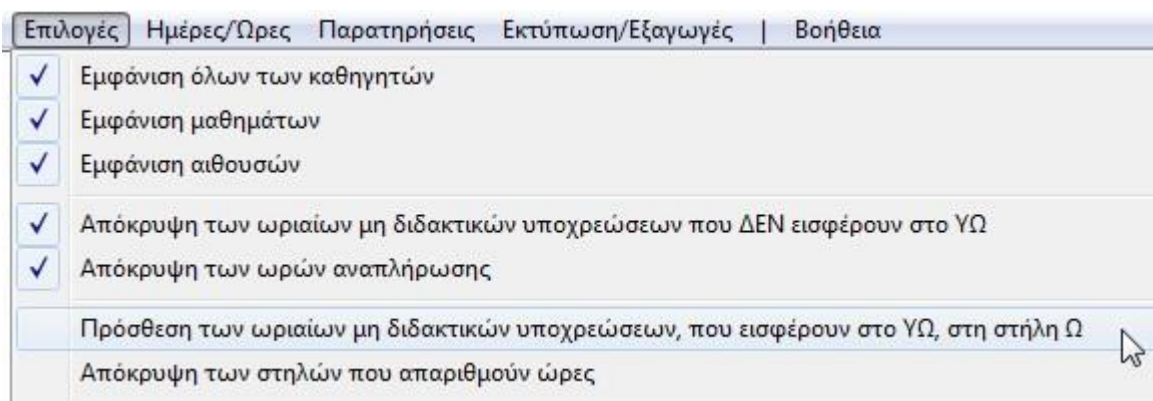 Επιλογές Ημέρες/Ώρες Παρατηρήσεις Εκτύπωση/Εξαγωγές | Βοήθεια
Εμφάνιση όλων των καθηγητών
Εμφάνιση μαθημάτων
Εμφάνιση αιθουσών
Απόκρυψη των ωριαίων μη διδακτικών υποχρεώσεων που ΔΕΝ εισφέρουν στο ΥΩ
Απόκρυψη των ωρών αναπλήρωσης
Πρόσθεση των ωριαίων μη διδακτικών υποχρεώσεων, που εισφέρουν στο ΥΩ, στη στήλη Ω
Απόκρυψη των στηλών που απαριθμούν ώρες